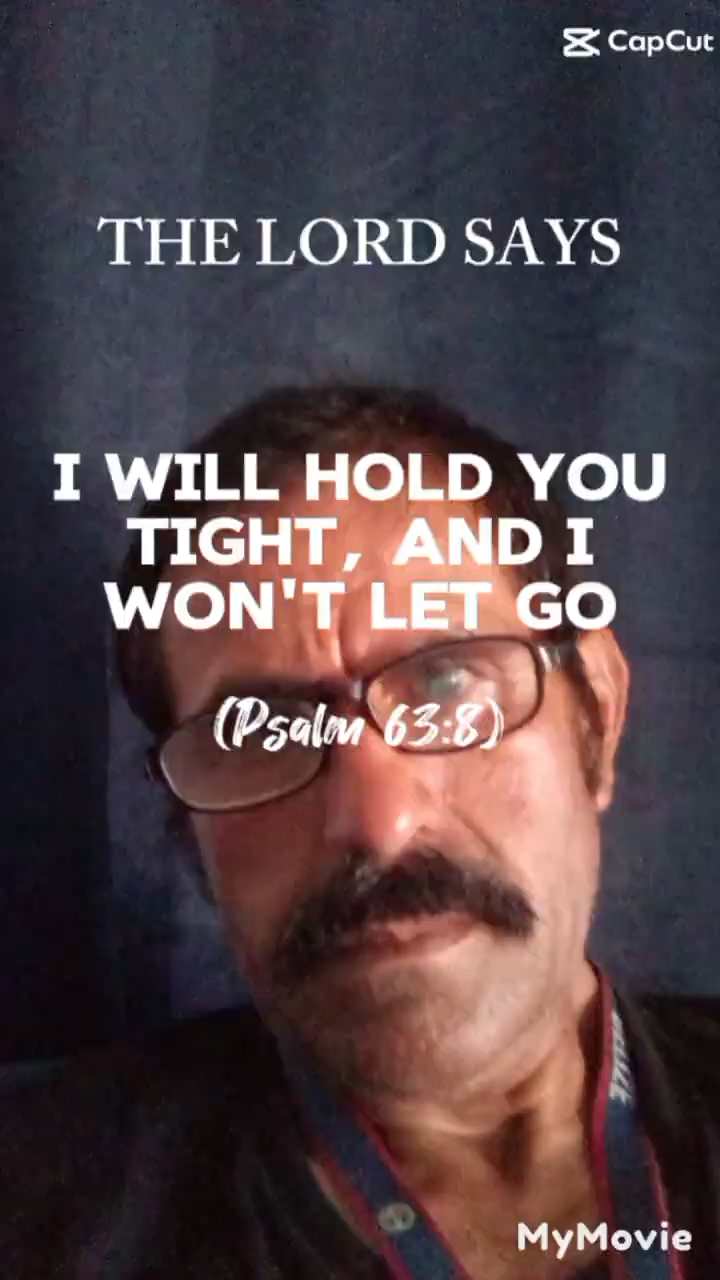 CapCut
THE LORD SAYS
I WILL HOLD YOU
TIGHT, AND I
WON'T LET GO
(Psalm 63:8)
MyMovie